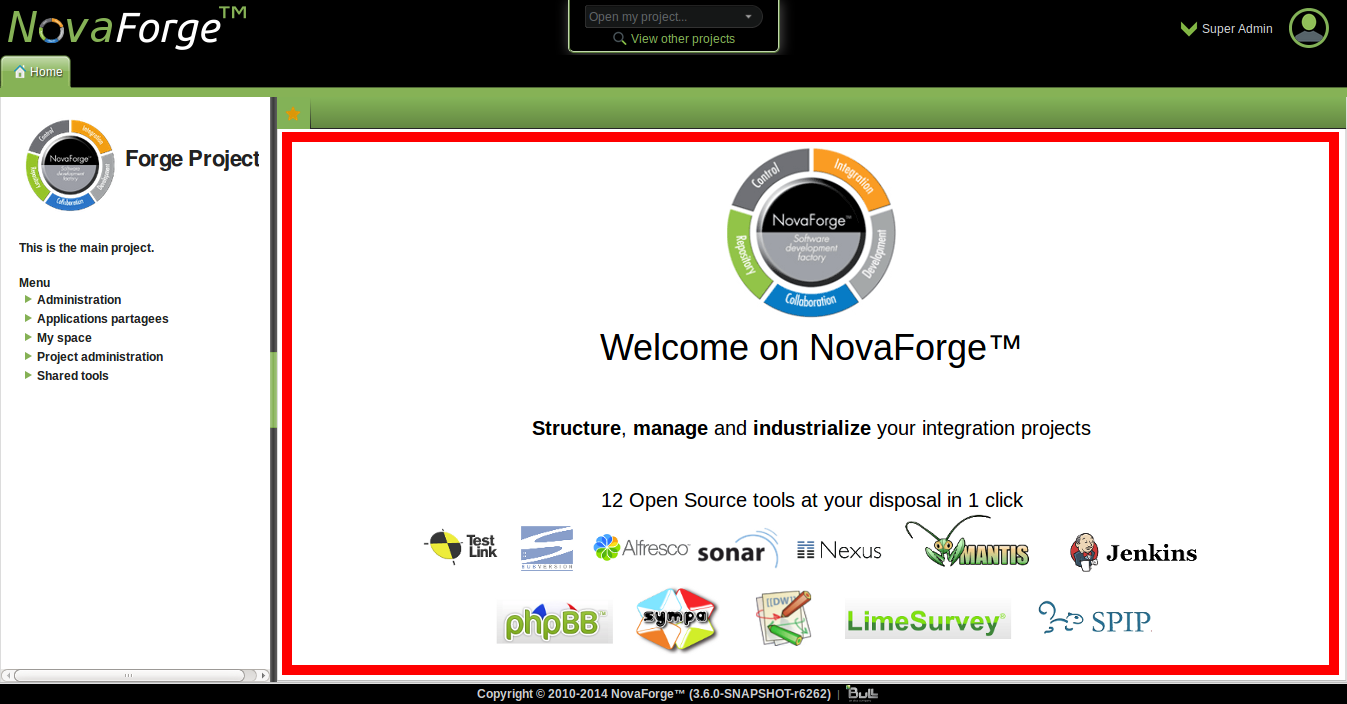 NovaForge™
Open my project...
View other projects
Super Admin
Home
Control
Integration
Repository
Development
Collaboration
NovaForge™
Software
development
factory
Forge Project
This is the main project.
Menu
Administration
Applications partagees
My space
Project administration
Shared tools
Control
Integration
Repository
Development
Collaboration
NovaForge™
Software
development
factory
Welcome on NovaForge™
Structure, manage and industrialize your integration projects
12 Open Source tools at your disposal in 1 click
Test
Link
SUBVERSION
Alfresco
sonar
Nexus
MANTIS
Jenkins
phpBB™
sympa
[[DW]]
LimeSurvey®
SPIP
Copyright © 2010-2014 NovaForge™ (3.6.0-SNAPSHOT-r6262) | Bull